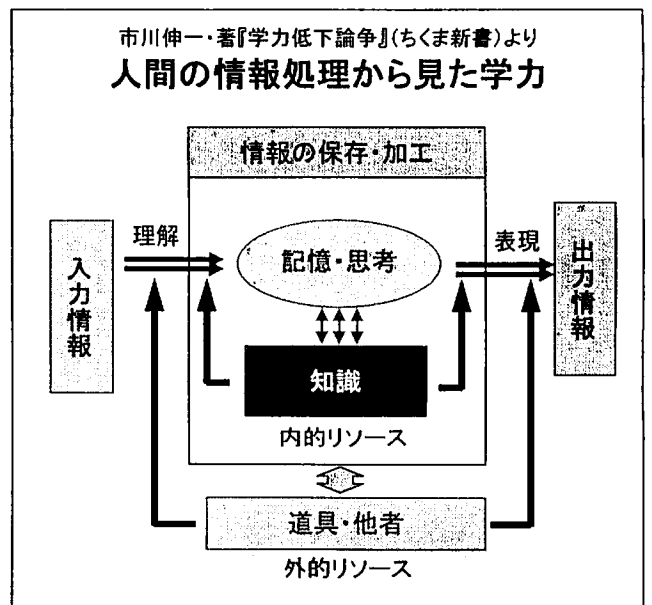 市川伸一・著『学力低下論争』(ちくま新書)より
人間の情報処理から見た学力
情報の保存・加工
入力情報
理解
記憶・思考
表現
出力情報
知識
内的リソース
道具・他者
外的リソース